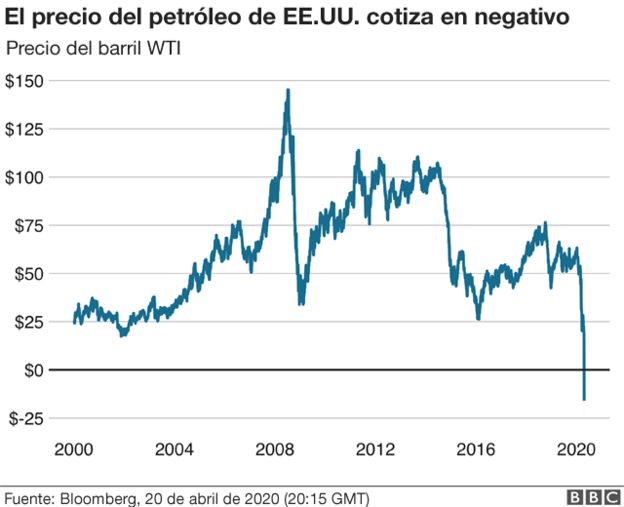 El precio del petróleo de EE.UU. cotiza en negativo
Precio del barril WTI
$150
$125
$100
$75
$50
$25
$0
$-25
2000 2004 2008 2012 2016 2020
Fuente: Bloomberg, 20 de abril de 2020 (20:15 GMT) BBC